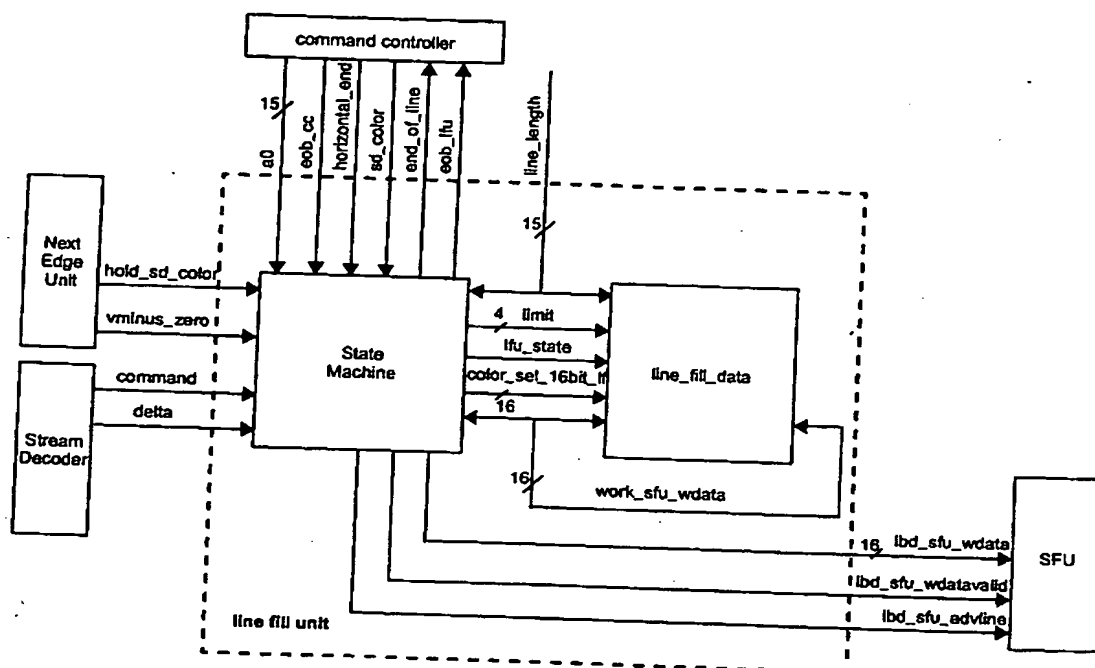 command controller
15
a0
eob_cc
horizontal_end
sd_color
end_of_line
eob_lfu
line_length
15
Next
Edge
Unit
hold_sd_color
vminus_zero
Stream
Decoder
command
delta
State
Machine
4
limit
lfu_state
color_sel_16bit_lf
16
line_fill_data
16
work_sfu_wdata
16
lbd_sfu_wdata
lbd_sfu_wdatavalid
lbd_sfu_advline
SFU
line fill unit